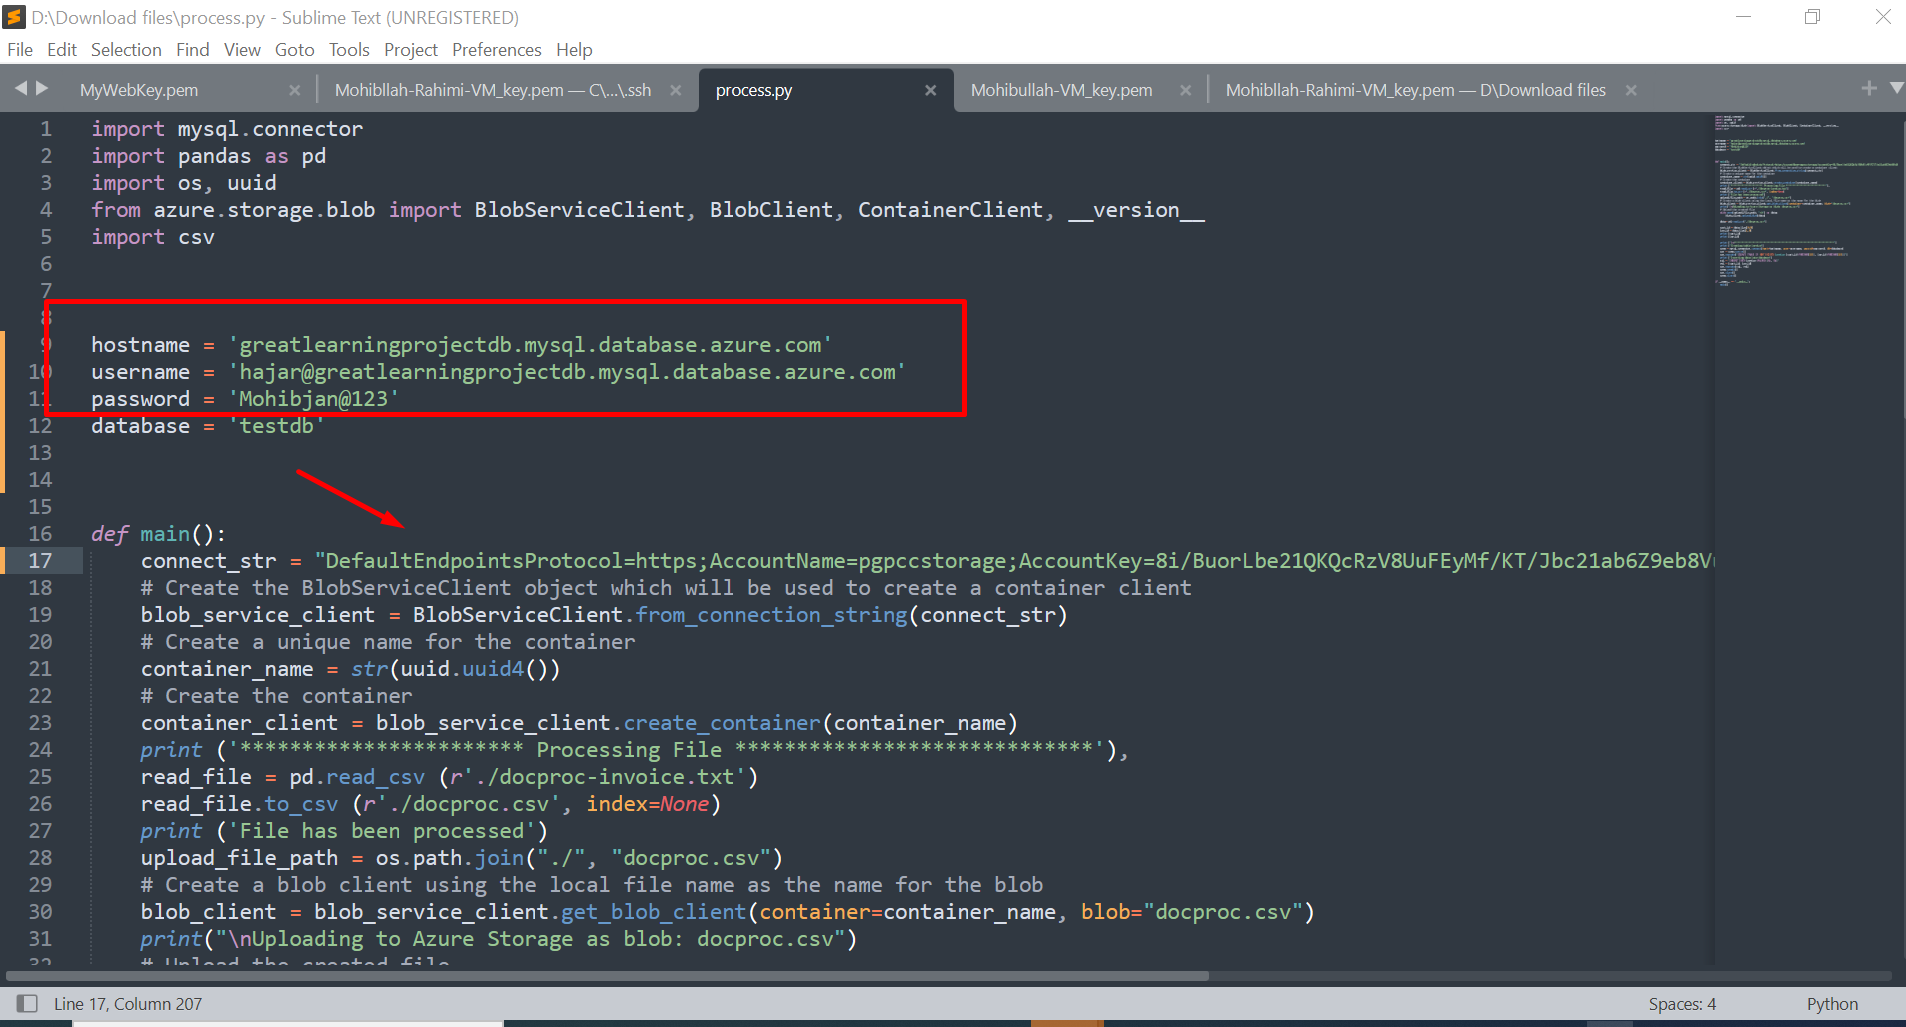 D:\Download files\process.py - Sublime Text (UNREGISTERED)
File Edit Selection Find View Goto Tools Project Preferences Help
MyWebKey.pem × Mohibllah-Rahimi-VM_key.pem — C\...\.ssh × process.py × Mohibullah-VM_key.pem × Mohibllah-Rahimi-VM_key.pem — D\Download files ×
1 import mysql.connector
2 import pandas as pd
3 import os, uuid
4 from azure.storage.blob import BlobServiceClient, BlobClient, ContainerClient, __version__
5 import csv
6
7
8
9 hostname = 'greatlearningprojectdb.mysql.database.azure.com'
10 username = 'hajar@greatlearningprojectdb.mysql.database.azure.com'
11 password = 'Mohibjan@123'
12 database = 'testdb'
13
14
15
16 def main():
17 connect_str = "DefaultEndpointsProtocol=https;AccountName=pgpccstorage;AccountKey=8i/BuorLbe21QKQcRzV8UuFEyMf/KT/Jbc21ab6Z9eb8V
18 # Create the BlobServiceClient object which will be used to create a container client
19 blob_service_client = BlobServiceClient.from_connection_string(connect_str)
20 # Create a unique name for the container
21 container_name = str(uuid.uuid4())
22 # Create the container
23 container_client = blob_service_client.create_container(container_name)
24 print ('*********************** Processing File *****************************'),
25 read_file = pd.read_csv (r'./docproc-invoice.txt')
26 read_file.to_csv (r'./docproc.csv', index=None)
27 print ('File has been processed')
28 upload_file_path = os.path.join("./", "docproc.csv")
29 # Create a blob client using the local file name as the name for the blob
30 blob_client = blob_service_client.get_blob_client(container=container_name, blob="docproc.csv")
31 print("\nUploading to Azure Storage as blob: docproc.csv")
32 # Upload the created file
Line 17, Column 207 Spaces: 4 Python